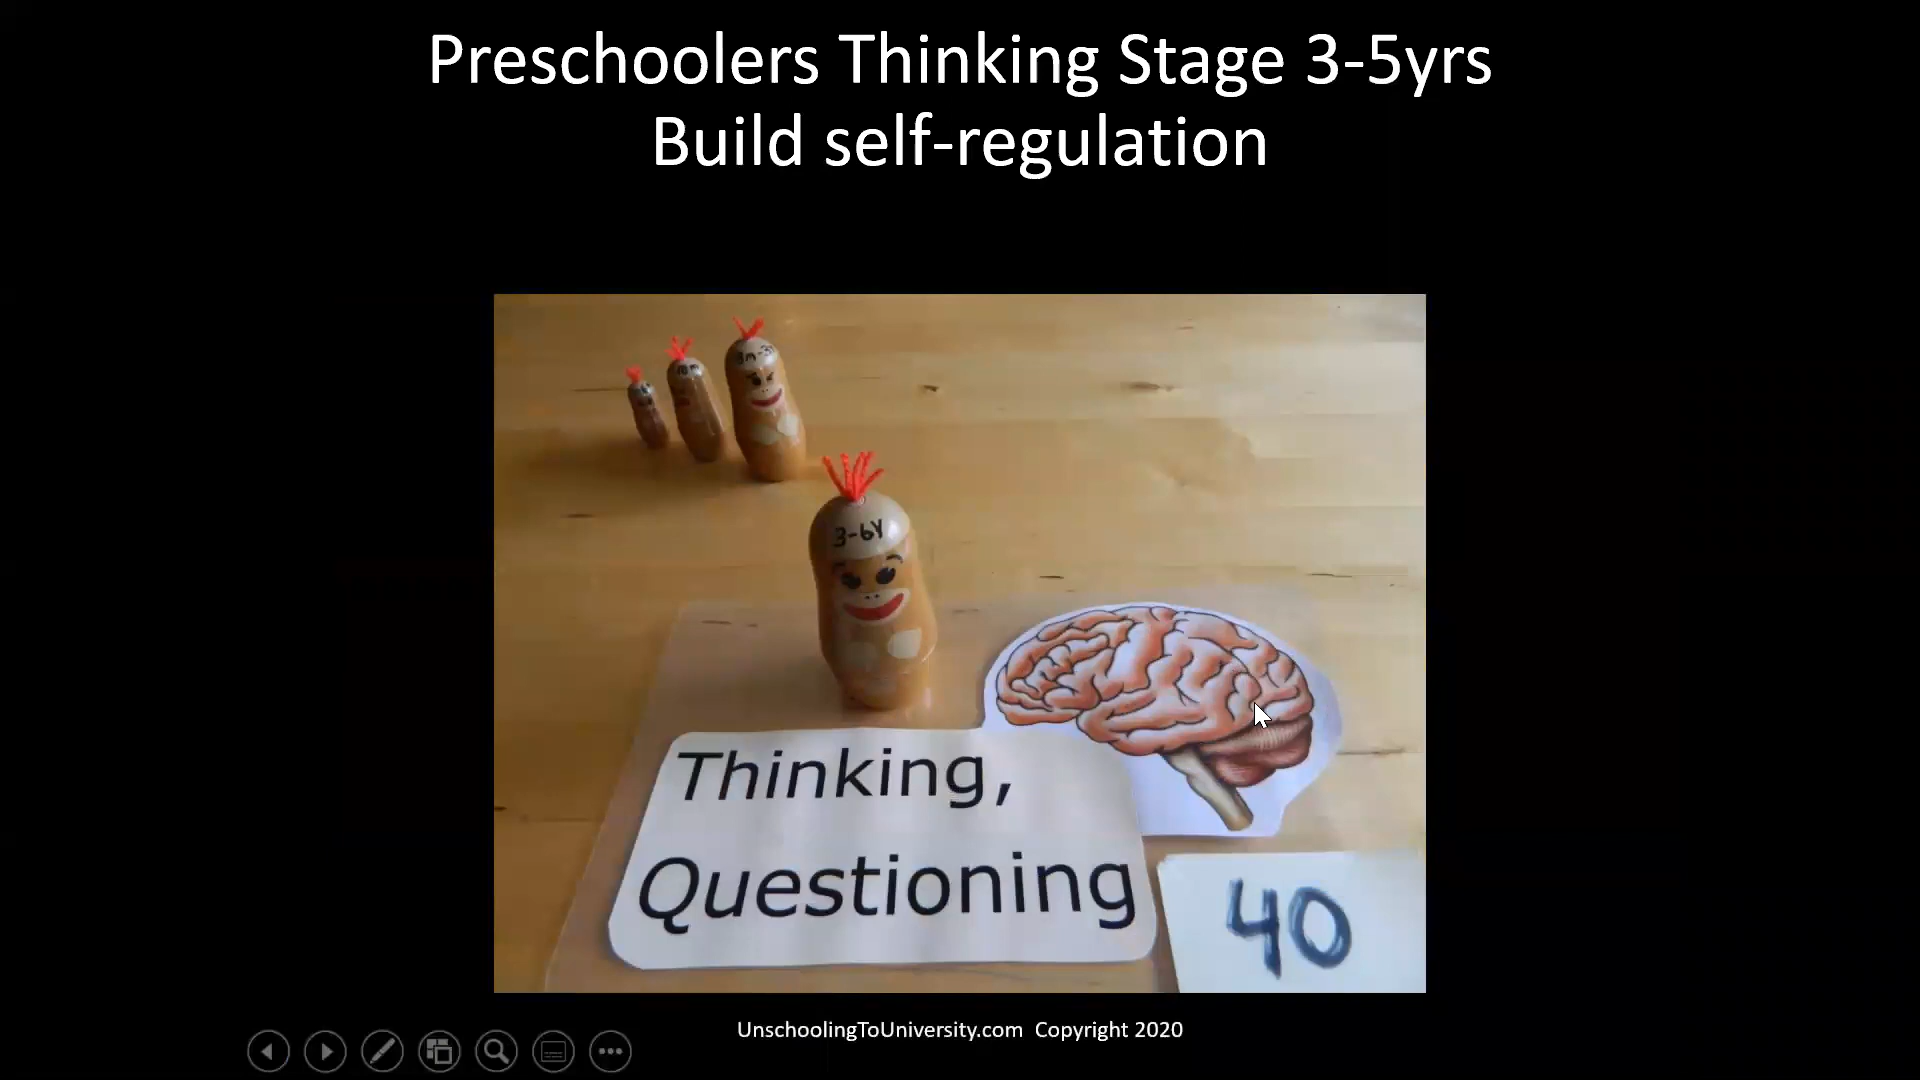 Preschoolers Thinking Stage 3-5yrs
Build self-regulation
3-6Y
Thinking,
Questioning
40
UnschoolingToUniversity.com Copyright 2020